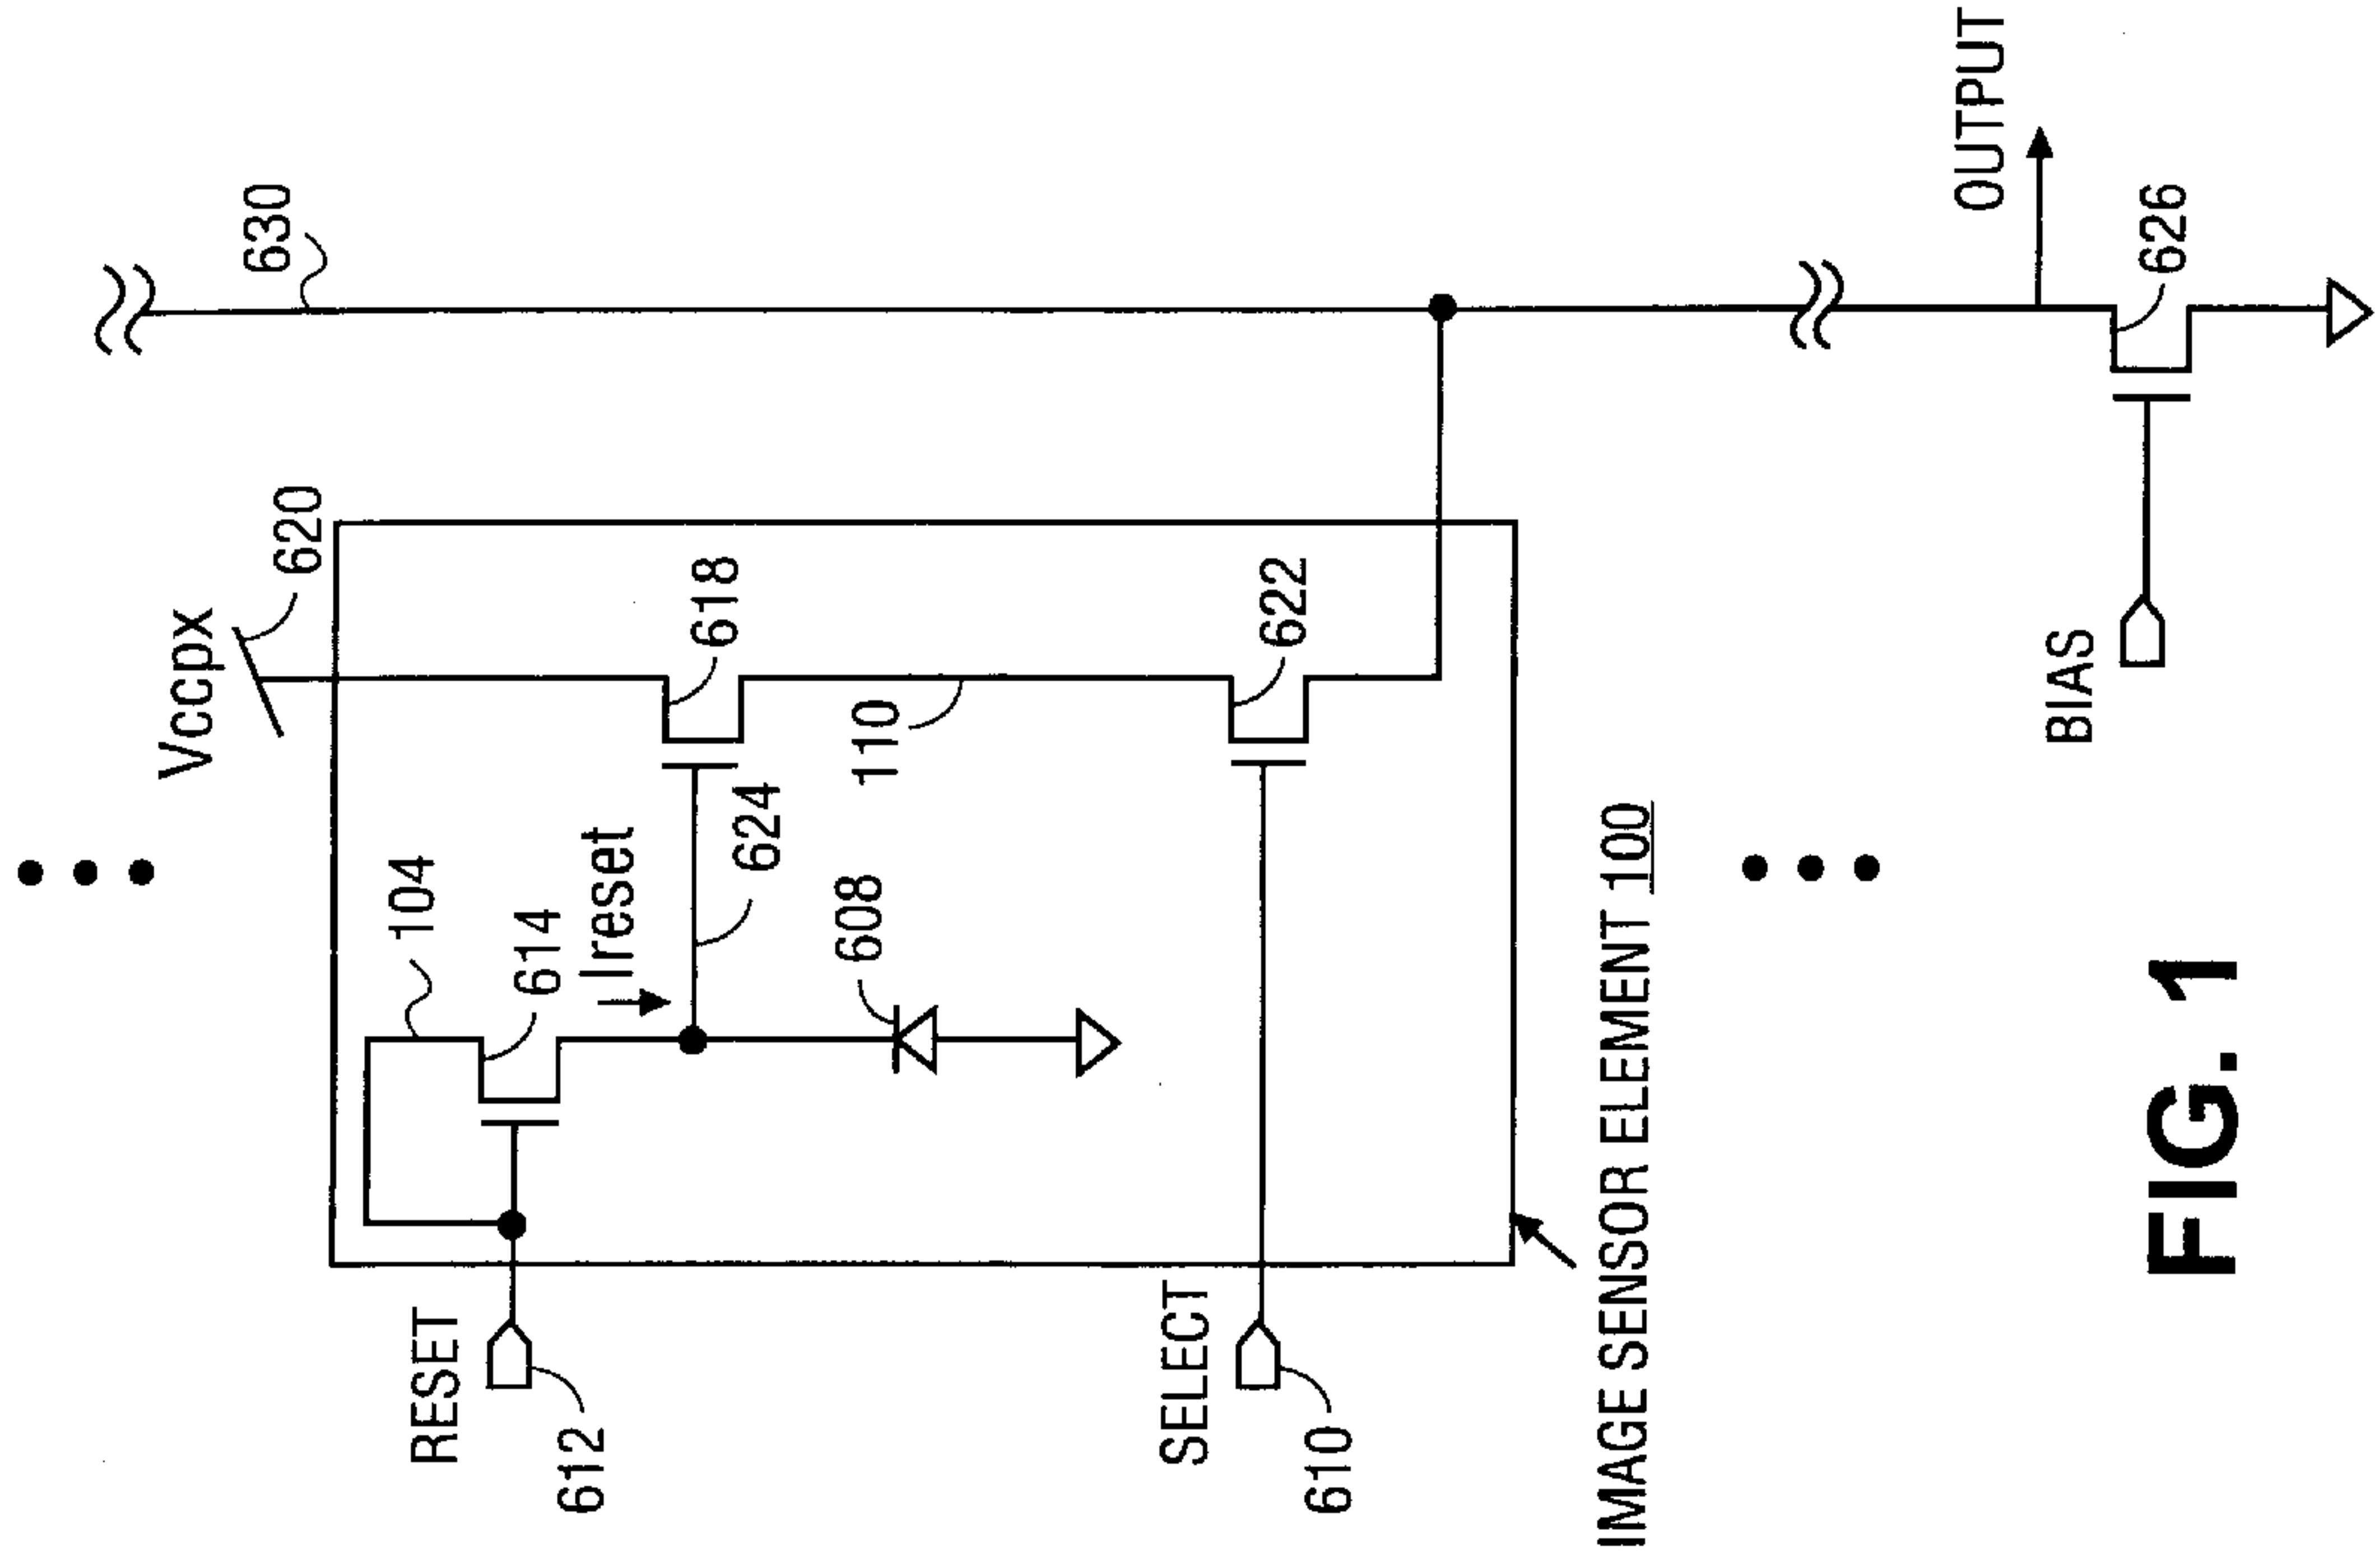 Vccpx
620
630
104
614
Ireset
618
RESET
612
624
110
608
622
SELECT
610
IMAGE SENSOR ELEMENT 100
OUTPUT
BIAS
626
FIG. 1